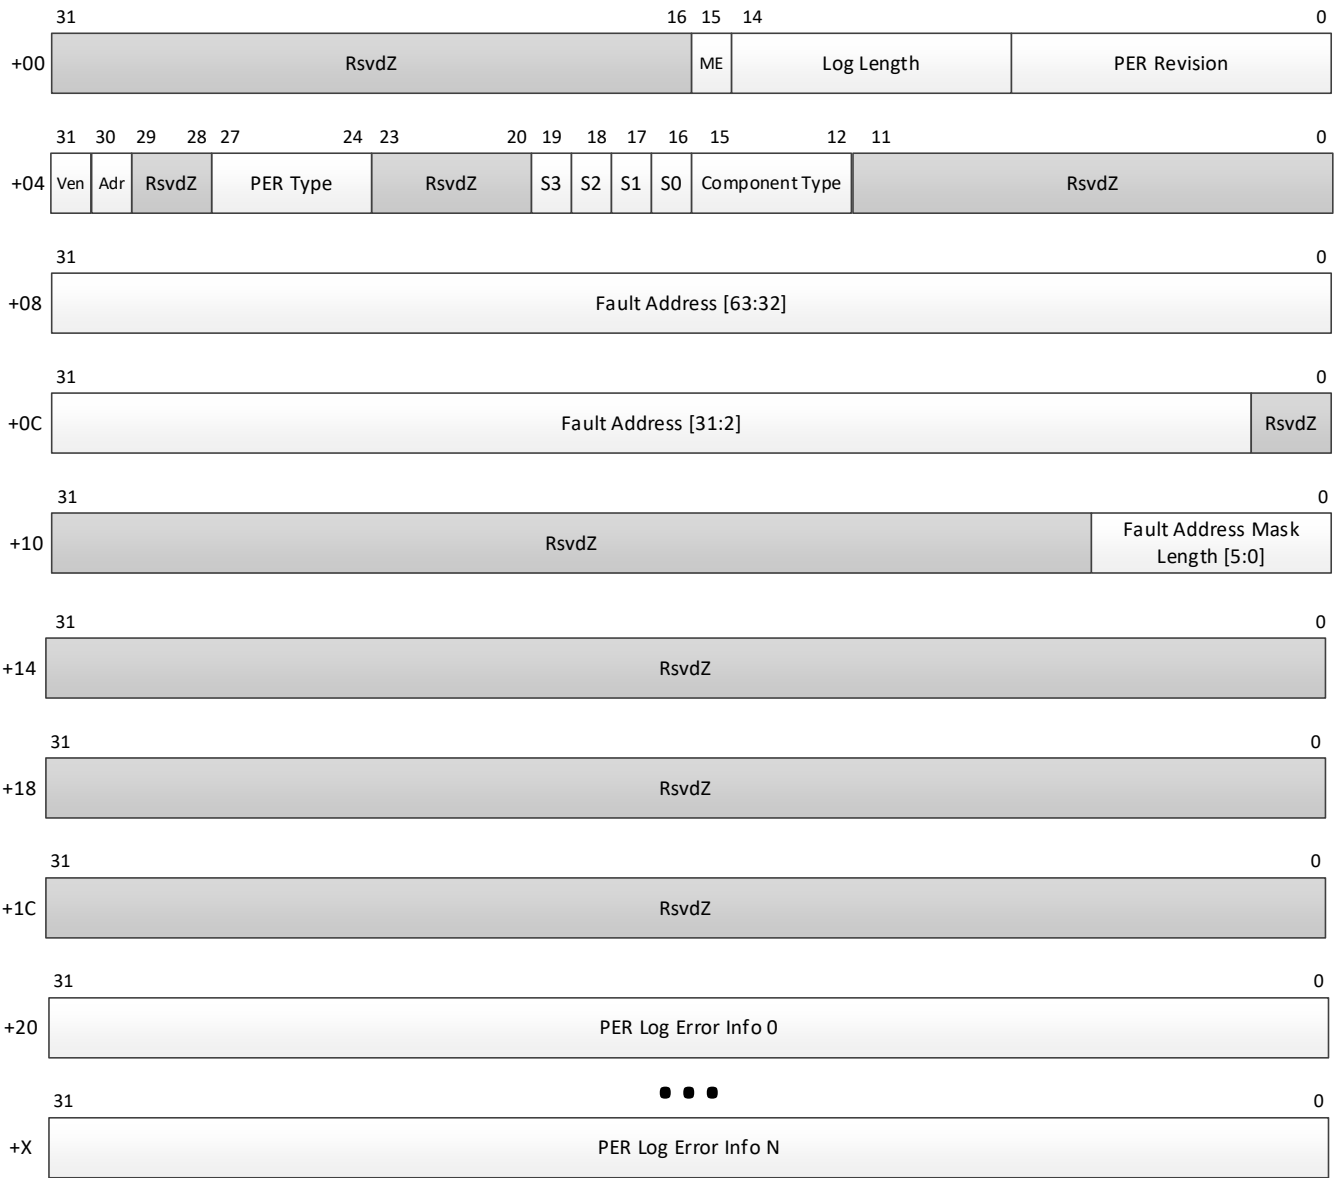 31 16 15 14 0
+00 RsvdZ ME Log Length PER Revision
31 30 29 28 27 24 23 20 19 18 17 16 15 12 11 0
+04 Ven Adr RsvdZ PER Type RsvdZ S3 S2 S1 S0 Component Type RsvdZ
31 0
+08 Fault Address [63:32]
31 0
+0C Fault Address [31:2] RsvdZ
31 0
+10 RsvdZ Fault Address Mask
Length [5:0]
31 0
+14 RsvdZ
31 0
+18 RsvdZ
31 0
+1C RsvdZ
31 0
+20 PER Log Error Info 0
• • •
31 0
+X PER Log Error Info N